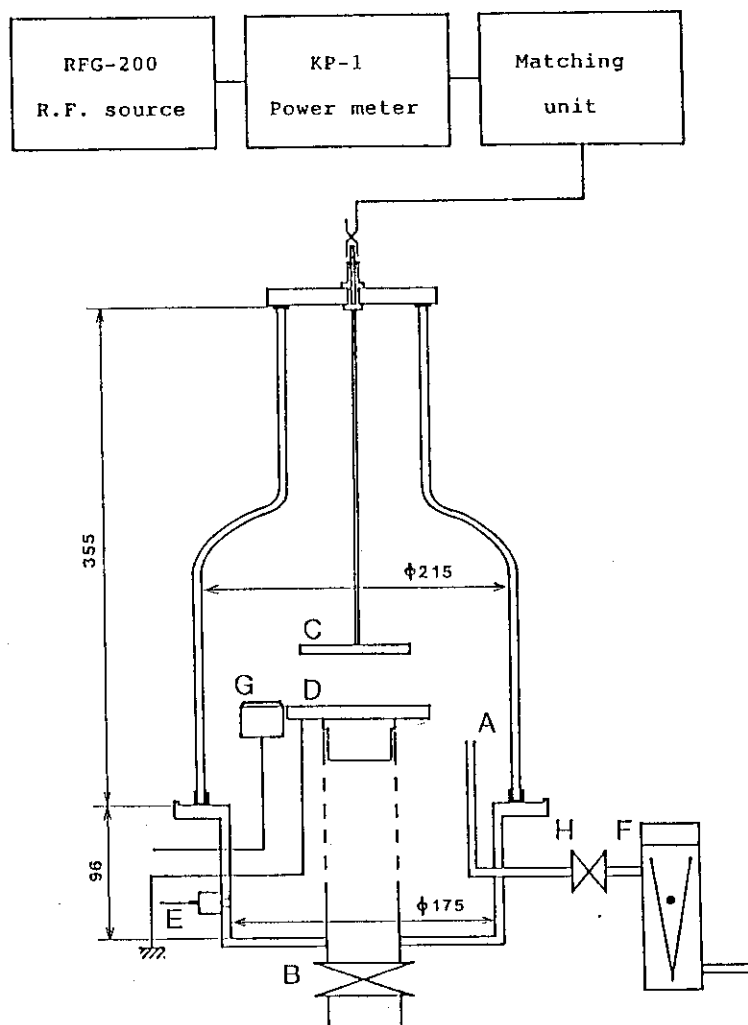 RFG-200
R.F. source
KP-1
Power meter
Matching
unit
355
ϕ215
C
G
D
A
H
F
96
E
ϕ175
B